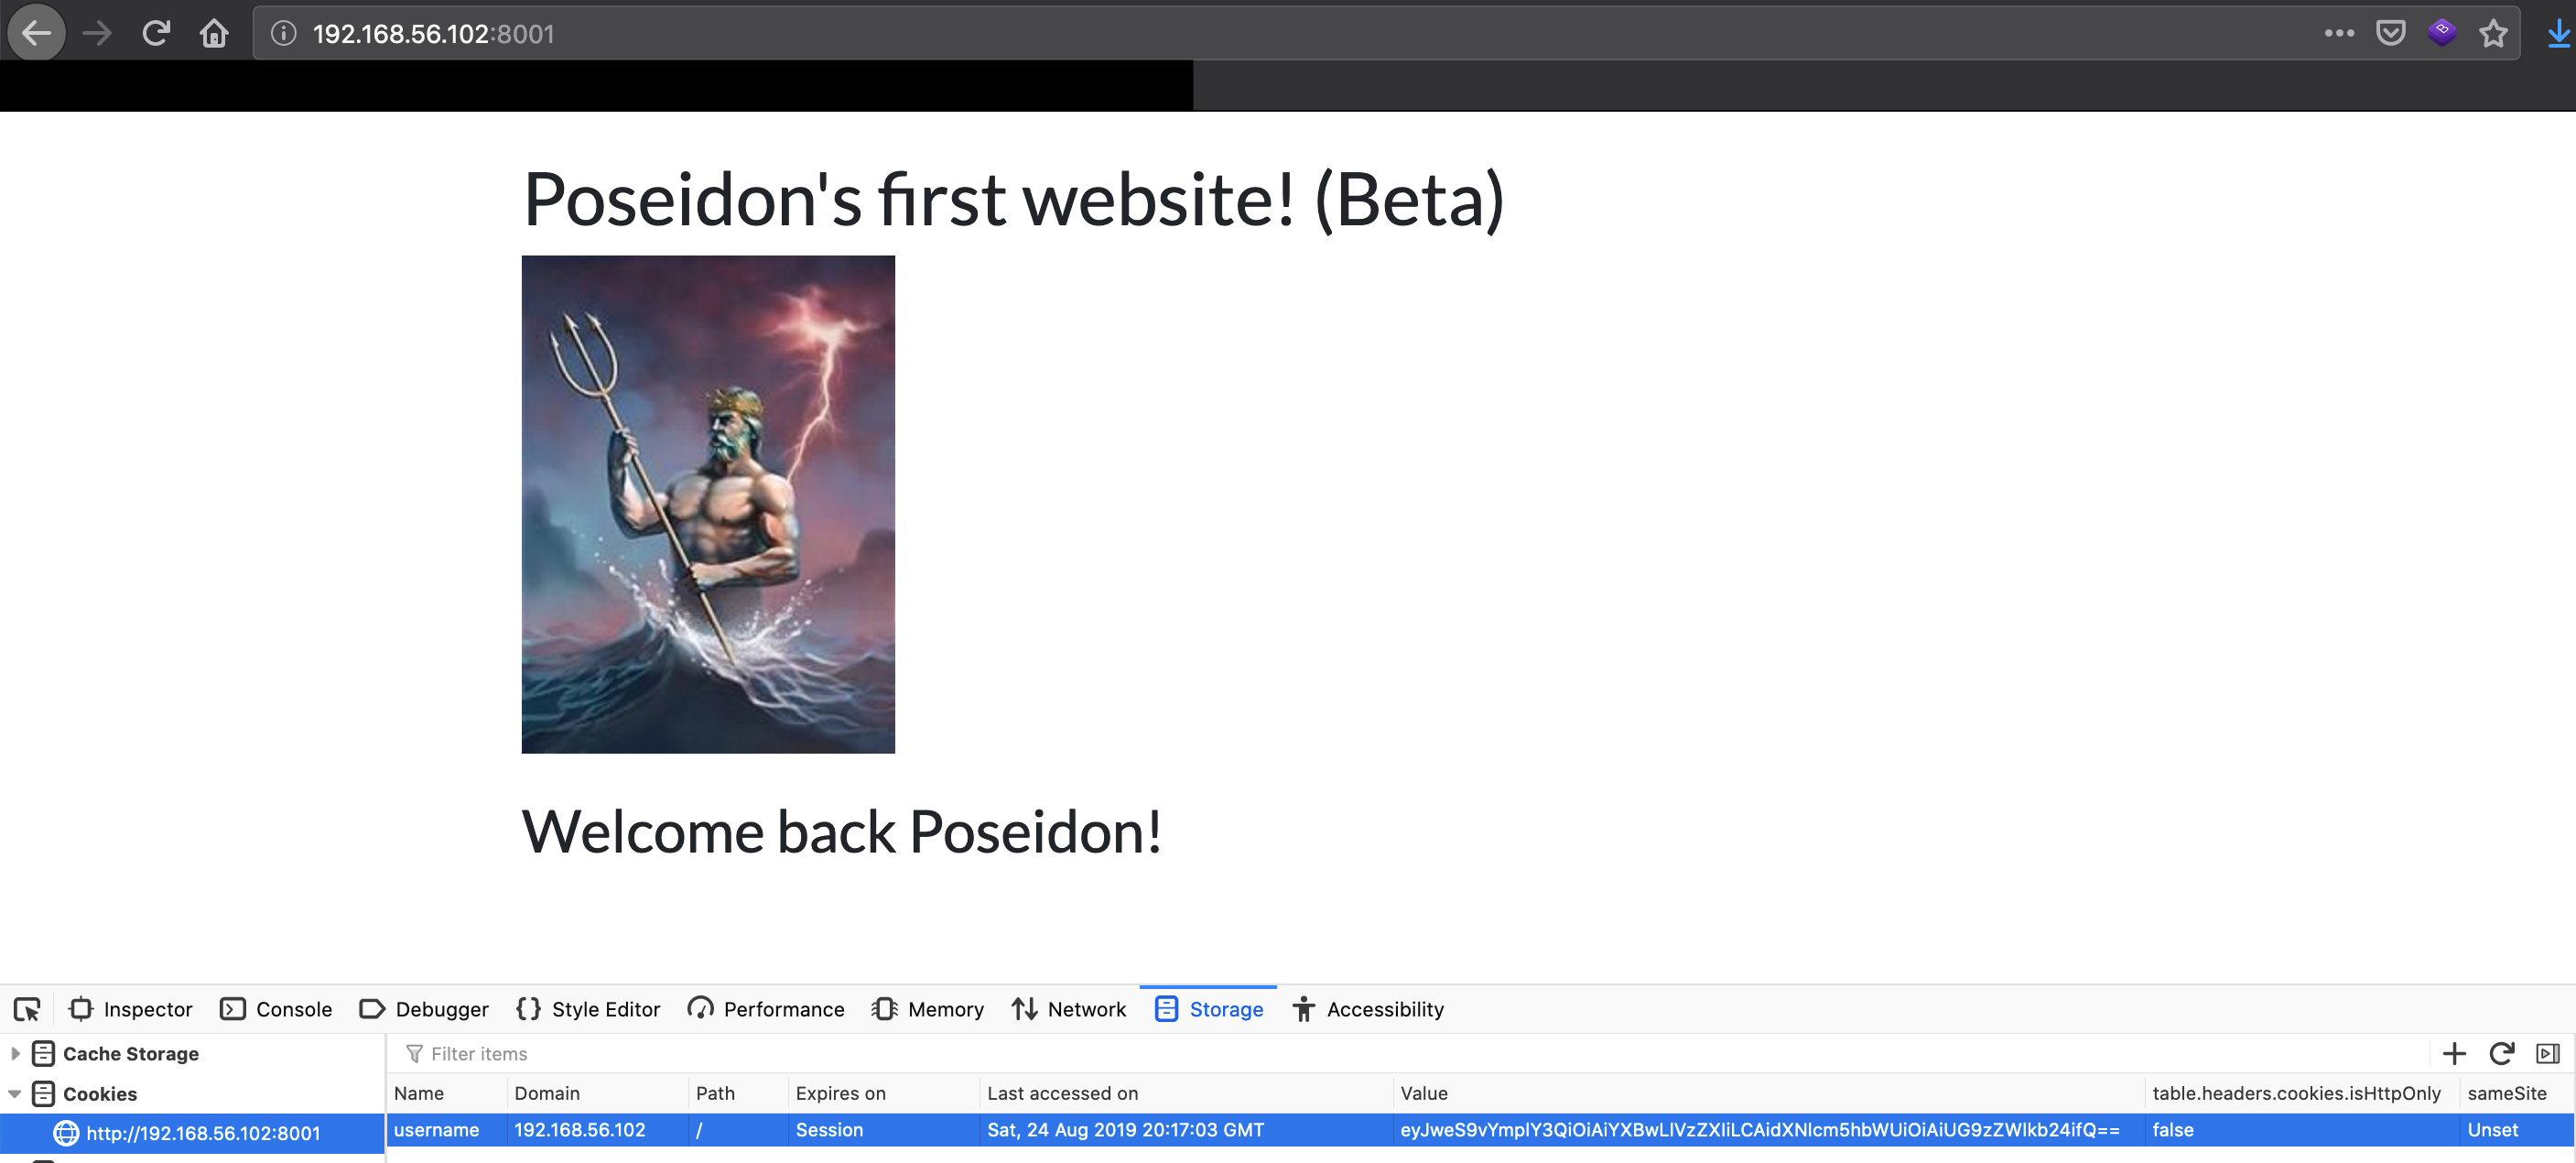 192.168.56.102:8001
Poseidon's first website! (Beta)
Welcome back Poseidon!
Inspector Console Debugger Style Editor Performance Memory Network Storage Accessibility
Cache Storage Filter items
Cookies Name Domain Path Expires on Last accessed on Value table.headers.cookies.isHttpOnly sameSite
http://192.168.56.102:8001 username 192.168.56.102 / Session Sat, 24 Aug 2019 20:17:03 GMT eyJweS9vYmplY3QiOiAiYXBwLlVzZXIiLCAidXNlcm5hbWUiOiAiUG9zZWlkb24ifQ== false Unset